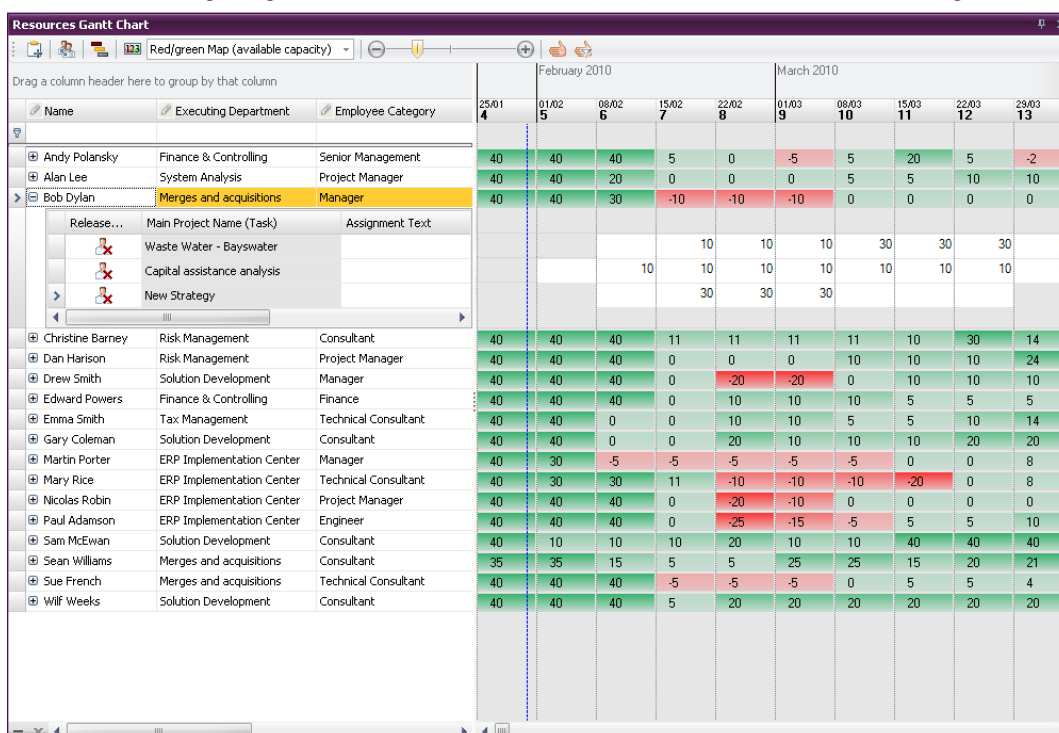 Resources Gantt Chart
123 Red/green Map (available capacity)
Drag a column header here to group by that column
February 2010 March 2010
Name Executing Department Employee Category 25/01 01/02 08/02 15/02 22/02 01/03 08/03 15/03 22/03 29/03
4 5 6 7 8 9 10 11 12 13
Andy Polansky Finance & Controlling Senior Management 40 40 40 5 0 -5 5 20 5 -2
Alan Lee System Analysis Project Manager 40 40 20 0 0 0 5 5 10 10
Bob Dylan Merges and acquisitions Manager 40 40 30 -10 -10 -10 0 0 0 0
Release... Main Project Name (Task) Assignment Text
Waste Water - Bayswater 10 10 10 30 30 30
Capital assistance analysis 10 10 10 10 10 10 10
New Strategy 30 30 30
Christine Barney Risk Management Consultant 40 40 40 11 11 11 11 10 30 14
Dan Harison Risk Management Project Manager 40 40 40 0 0 0 10 10 10 24
Drew Smith Solution Development Manager 40 40 40 0 -20 -20 0 10 10 10
Edward Powers Finance & Controlling Finance 40 40 40 0 10 10 10 5 5 5
Emma Smith Tax Management Technical Consultant 40 40 0 0 10 10 5 5 10 14
Gary Coleman Solution Development Consultant 40 40 0 0 20 10 10 10 20 20
Martin Porter ERP Implementation Center Manager 40 30 -5 -5 -5 -5 -5 0 0 8
Mary Rice ERP Implementation Center Technical Consultant 40 30 30 11 -10 -10 -10 -20 0 8
Nicolas Robin ERP Implementation Center Project Manager 40 40 40 0 -20 -10 0 0 0 0
Paul Adamson ERP Implementation Center Engineer 40 40 40 0 -25 -15 -5 5 5 10
Sam McEwan Solution Development Consultant 40 10 10 10 20 10 10 40 40 40
Sean Williams Merges and acquisitions Consultant 35 35 15 5 5 25 25 15 20 21
Sue French Merges and acquisitions Technical Consultant 40 40 40 -5 -5 -5 0 5 5 4
Wilf Weeks Solution Development Consultant 40 40 40 5 20 20 20 20 20 20